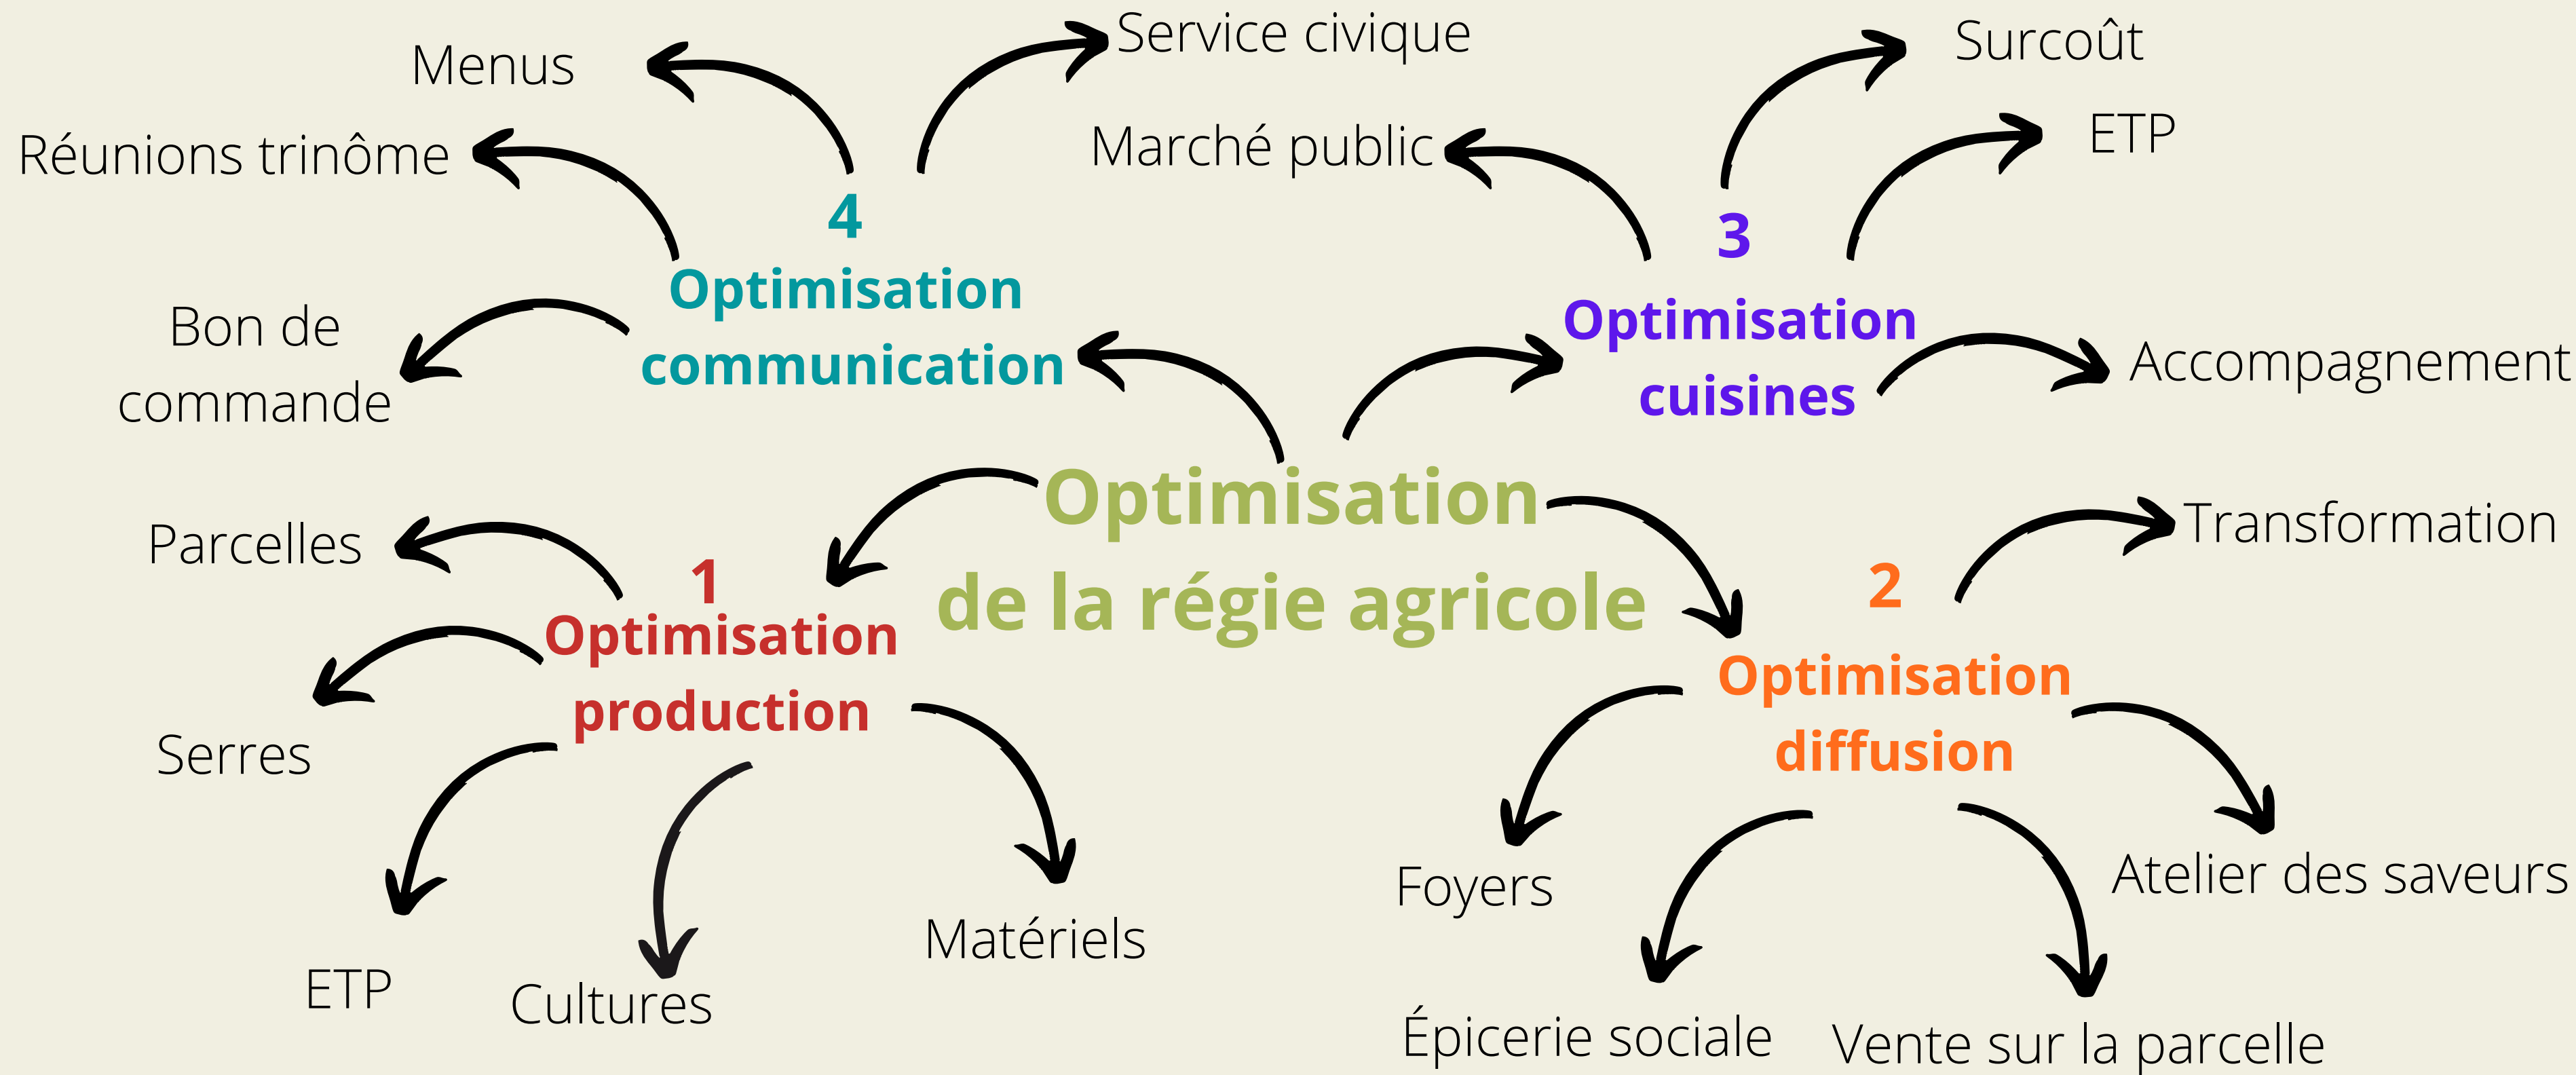 Menus
Réunions trinôme
Bon de
commande
Service civique
4
Optimisation
communication
Marché public
Surcoût
ETP
3
Optimisation
cuisines
Accompagnement
Optimisation
de la régie agricole
Parcelles
1
Optimisation
production
Serres
ETP
Cultures
Matériels
Transformation
2
Optimisation
diffusion
Foyers
Atelier des saveurs
Épicerie sociale
Vente sur la parcelle